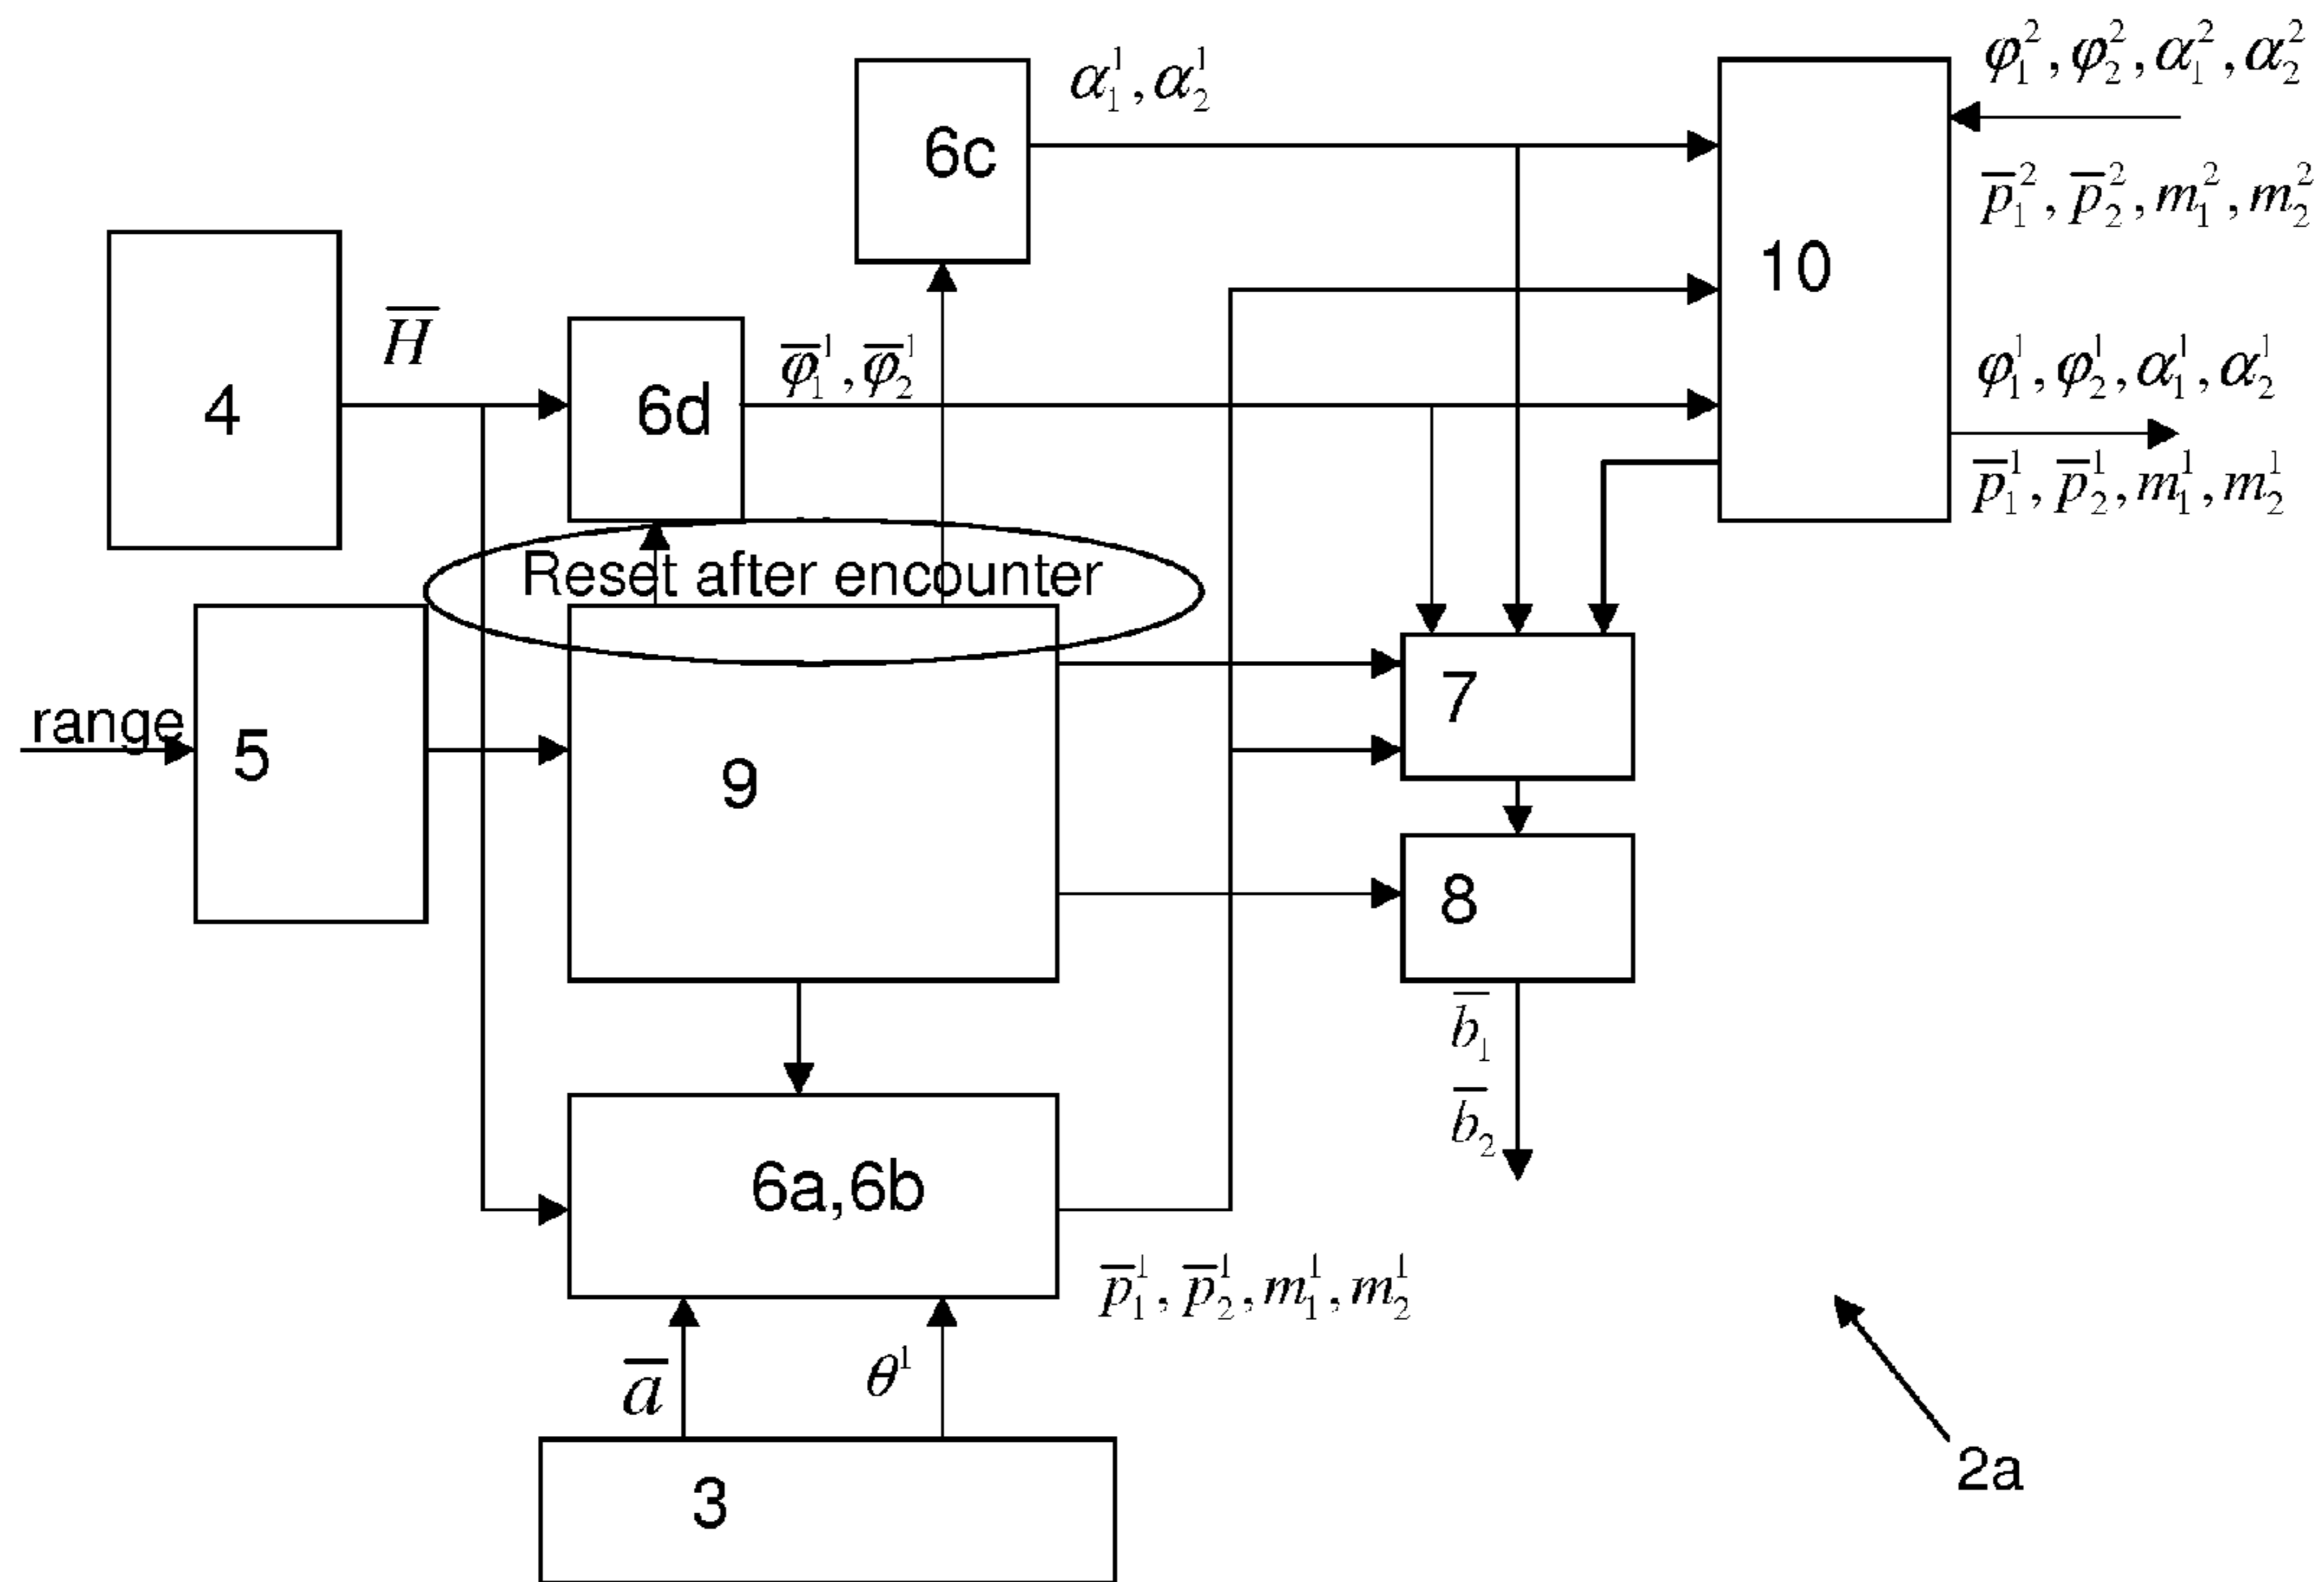 φ₁², φ₂², α₁², α₂²
α₁¹, α₂¹
6c
p̅₁², p̅₂², m₁², m₂²
10
H̅
φ̅₁¹, φ̅₂¹
φ₁¹, φ₂¹, α₁¹, α₂¹
4
6d
p̅₁¹, p̅₂¹, m₁¹, m₂¹
Reset after encounter
range
5
9
7
8
b̅₁
b̅₂
6a,6b
p̅₁¹, p̅₂¹, m₁¹, m₂¹
a̅
θ¹
3
2a